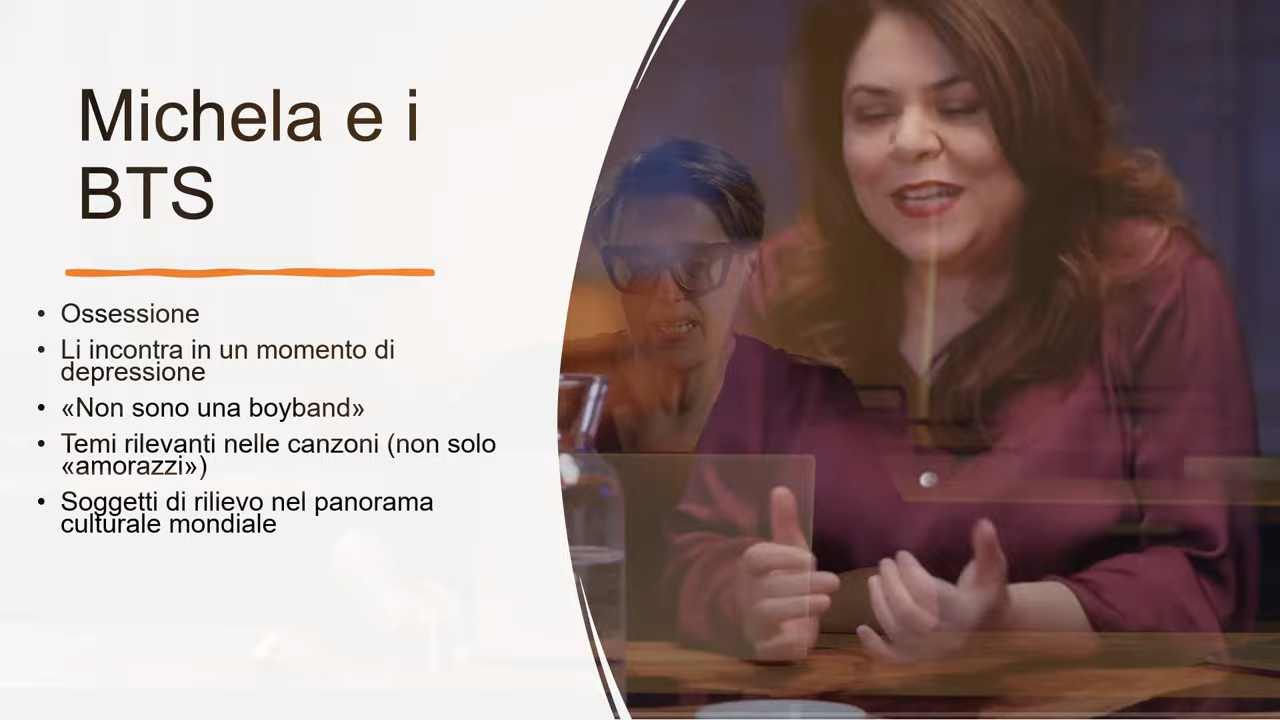 Michela e i
BTS
• Ossessione
• Li incontra in un momento di
depressione
• «Non sono una boyband»
• Temi rilevanti nelle canzoni (non solo
«amorazzi»)
• Soggetti di rilievo nel panorama
culturale mondiale